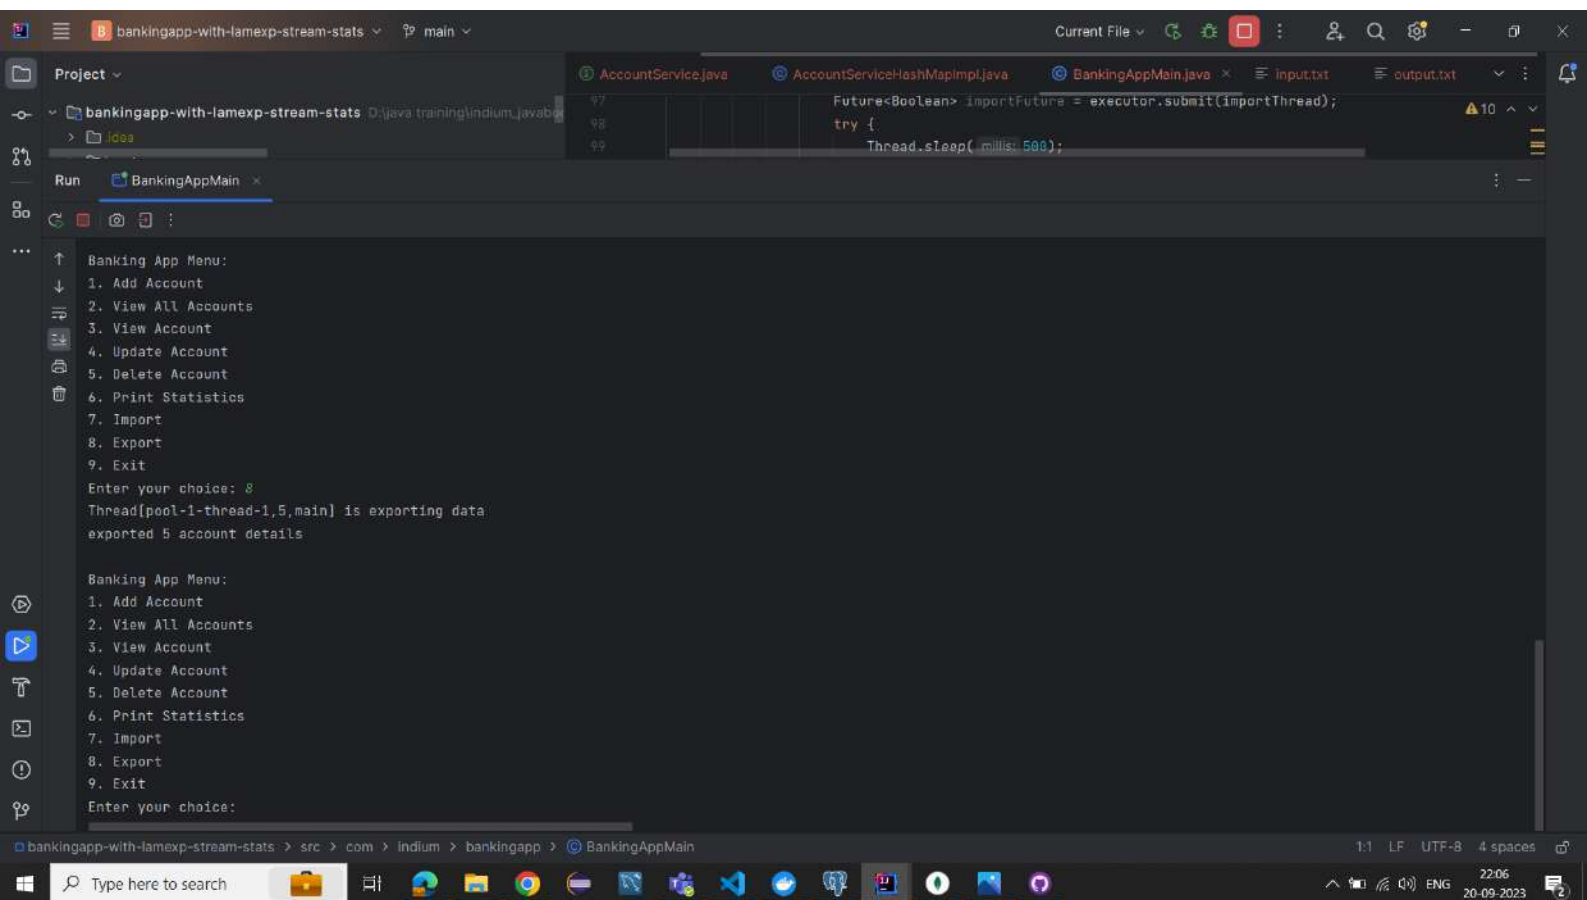 bankingapp-with-lamexp-stream-stats
main
Current File
Project
AccountService.java
AccountServiceHashMapImpl.java
BankingAppMain.java
input.txt
output.txt
bankingapp-with-lamexp-stream-stats
.idea
97 Future<Boolean> importFuture = executor.submit(importThread);
98 try {
99 Thread.sleep( millis: 500);
10
Run BankingAppMain
Banking App Menu:
1. Add Account
2. View All Accounts
3. View Account
4. Update Account
5. Delete Account
6. Print Statistics
7. Import
8. Export
9. Exit
Enter your choice: 8
Thread[pool-1-thread-1,5,main] is exporting data
exported 5 account details
Banking App Menu:
1. Add Account
2. View All Accounts
3. View Account
4. Update Account
5. Delete Account
6. Print Statistics
7. Import
8. Export
9. Exit
Enter your choice:
bankingapp-with-lamexp-stream-stats > src > com > indium > bankingapp > BankingAppMain
1:1 LF UTF-8 4 spaces
Type here to search
ENG
22:06
20-09-2023